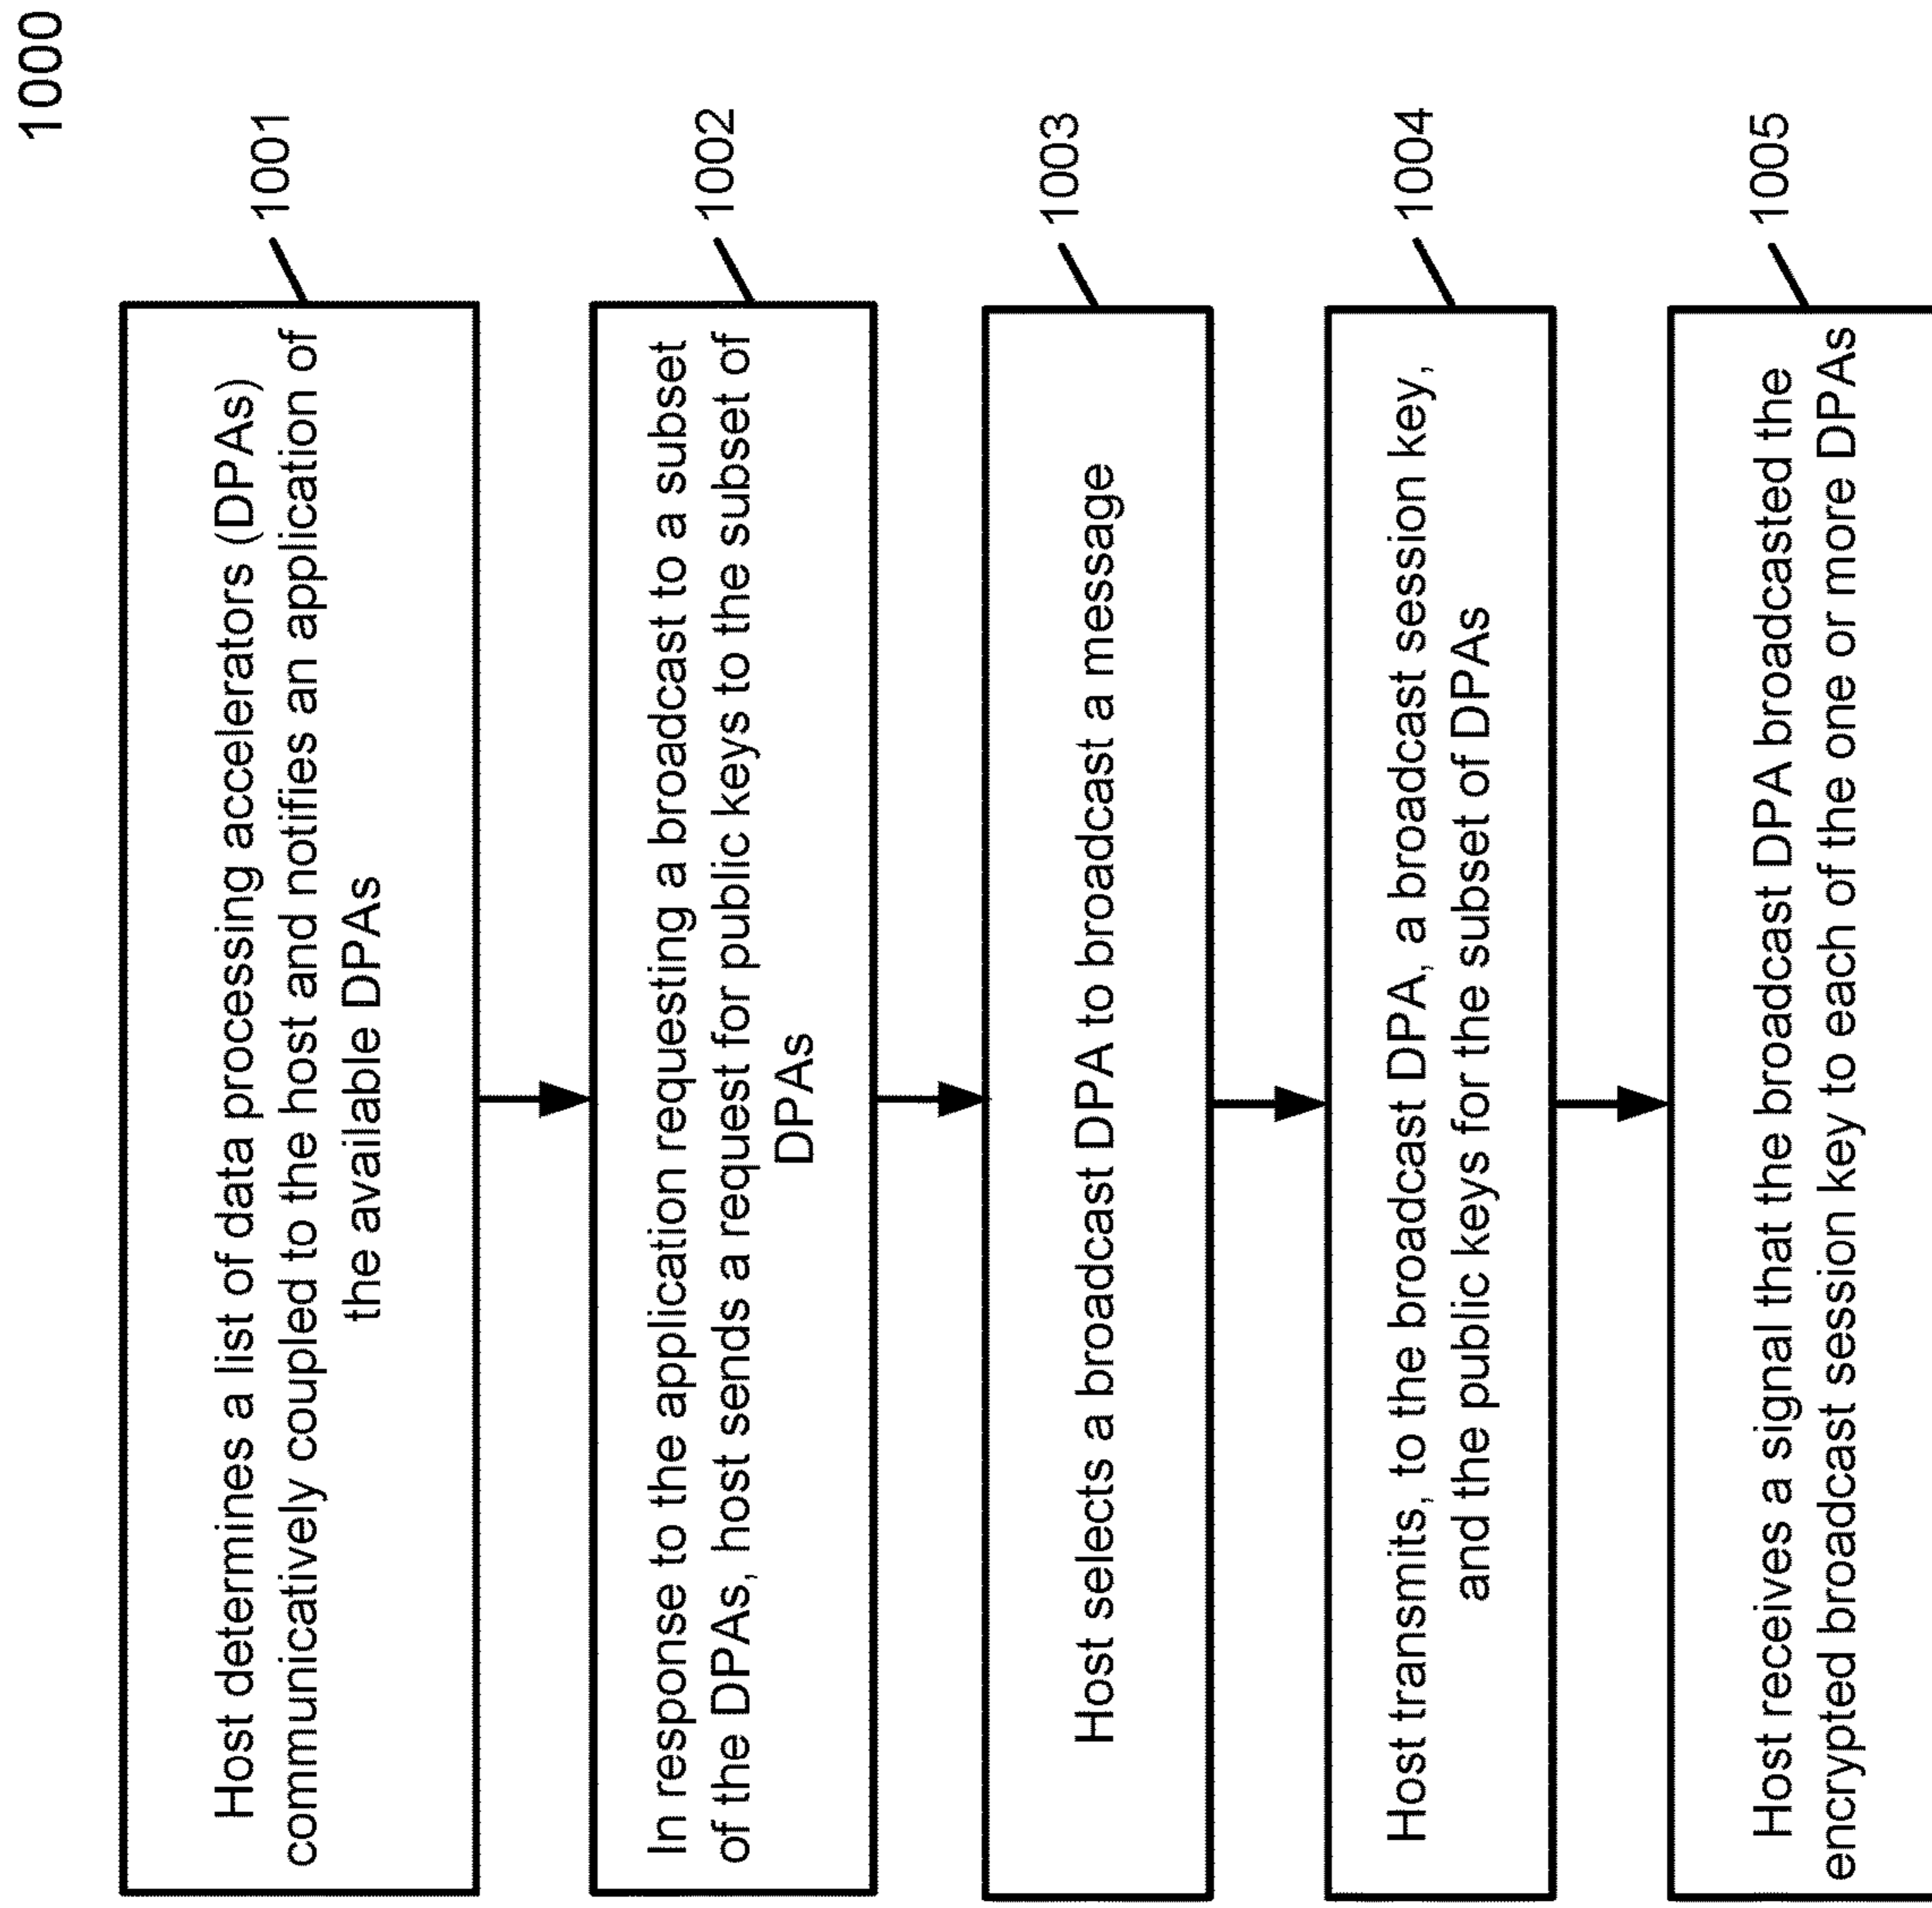 1000
Host determines a list of data processing accelerators (DPAs)
communicatively coupled to the host and notifies an application of
the available DPAs
1001
In response to the application requesting a broadcast to a subset
of the DPAs, host sends a request for public keys to the subset of
DPAs
1002
Host selects a broadcast DPA to broadcast a message
1003
Host transmits, to the broadcast DPA, a broadcast session key,
and the public keys for the subset of DPAs
1004
Host receives a signal that the broadcast DPA broadcasted the
encrypted broadcast session key to each of the one or more DPAs
1005